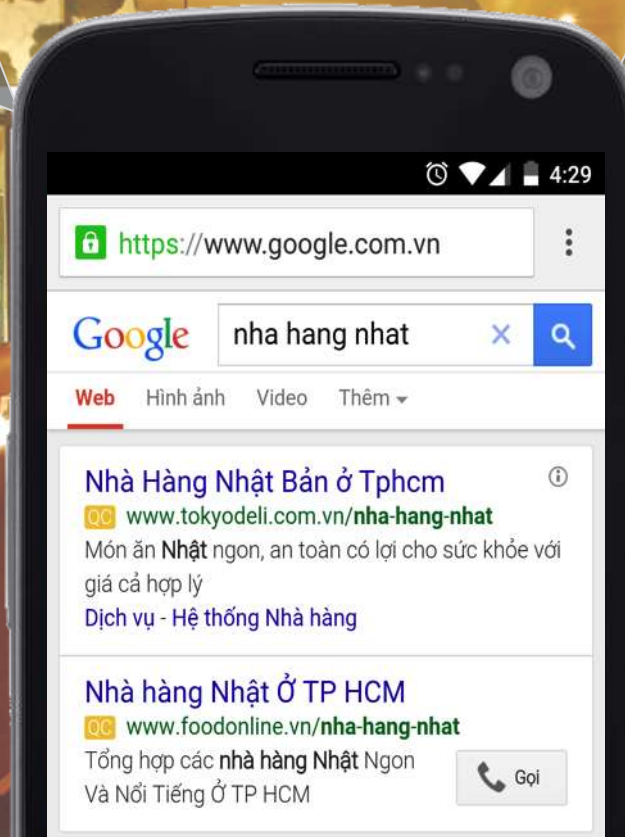 4:29
https://www.google.com.vn
Google nha hang nhat
Web Hình ảnh Video Thêm
Nhà Hàng Nhật Bản ở Tphcm
QC www.tokyodeli.com.vn/nha-hang-nhat
Món ăn Nhật ngon, an toàn có lợi cho sức khỏe với
giá cả hợp lý
Dịch vụ - Hệ thống Nhà hàng
Nhà hàng Nhật Ở TP HCM
QC www.foodonline.vn/nha-hang-nhat
Tổng hợp các nhà hàng Nhật Ngon
Và Nổi Tiếng Ở TP HCM
Gọi